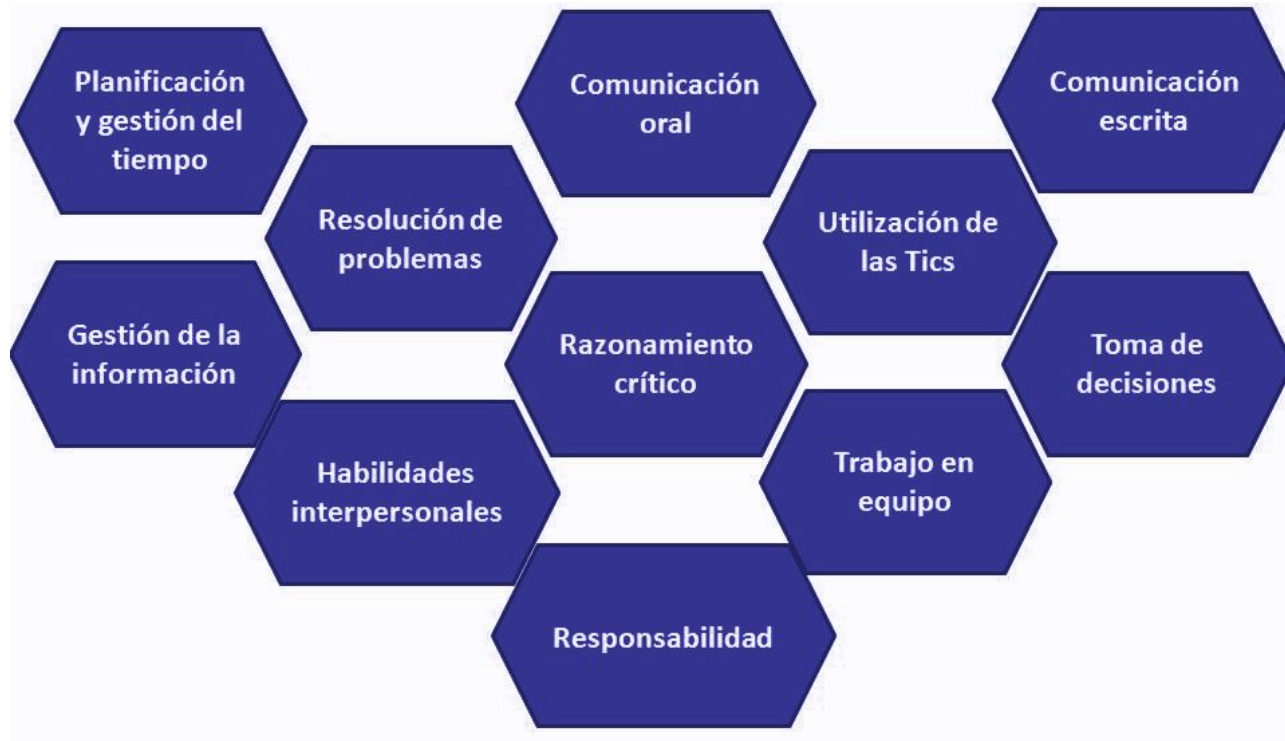 Planificación
y gestión del
tiempo
Comunicación
oral
Comunicación
escrita
Resolución de
problemas
Utilización de
las Tics
Gestión de la
información
Razonamiento
crítico
Toma de
decisiones
Habilidades
interpersonales
Trabajo en
equipo
Responsabilidad